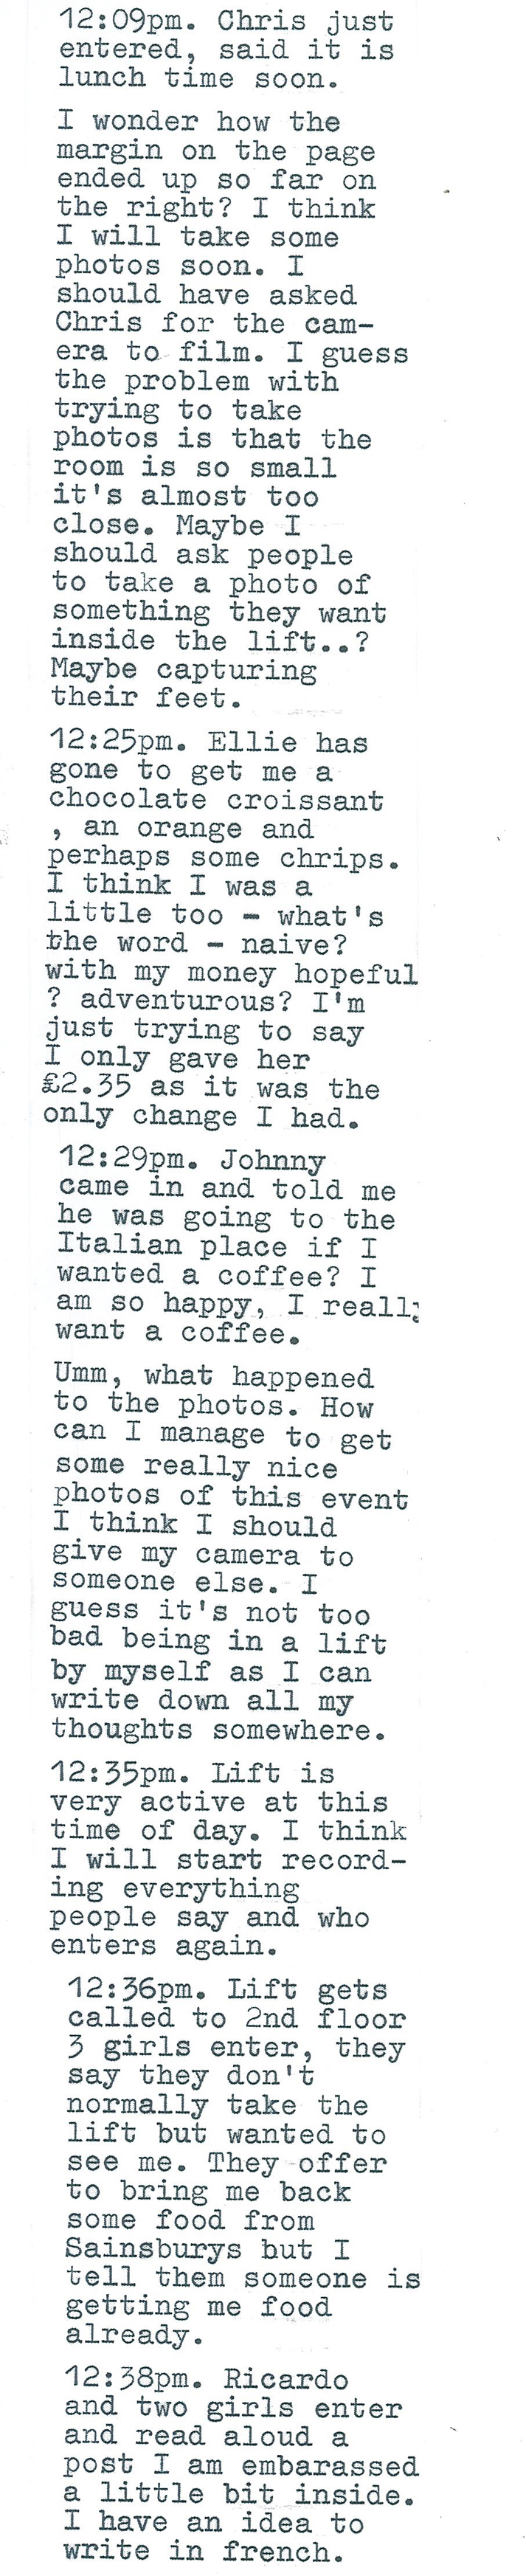 12:09pm. Chris just
entered, said it is
lunch time soon.
I wonder how the
margin on the page
ended up so far on
the right? I think
I will take some
photos soon. I
should have asked
Chris for the cam-
era to film. I guess
the problem with
trying to take
photos is that the
room is so small
it's almost too
close. Maybe I
should ask people
to take a photo of
something they want
inside the lift..?
Maybe capturing
their feet.
12:25pm. Ellie has
gone to get me a
chocolate croissant
, an orange and
perhaps some chrips.
I think I was a
little too - what's
the word - naive?
with my money hopeful
? adventurous? I'm
just trying to say
I only gave her
£2.35 as it was the
only change I had.
12:29pm. Johnny
came in and told me
he was going to the
Italian place if I
wanted a coffee? I
am so happy, I really
want a coffee.
Umm, what happened
to the photos. How
can I manage to get
some really nice
photos of this event
I think I should
give my camera to
someone else. I
guess it's not too
bad being in a lift
by myself as I can
write down all my
thoughts somewhere.
12:35pm. Lift is
very active at this
time of day. I think
I will start record-
ing everything
people say and who
enters again.
12:36pm. Lift gets
called to 2nd floor
3 girls enter, they
say they don't
normally take the
lift but wanted to
see me. They offer
to bring me back
some food from
Sainsburys but I
tell them someone is
getting me food
already.
12:38pm. Ricardo
and two girls enter
and read aloud a
post I am embarassed
a little bit inside.
I have an idea to
write in french.